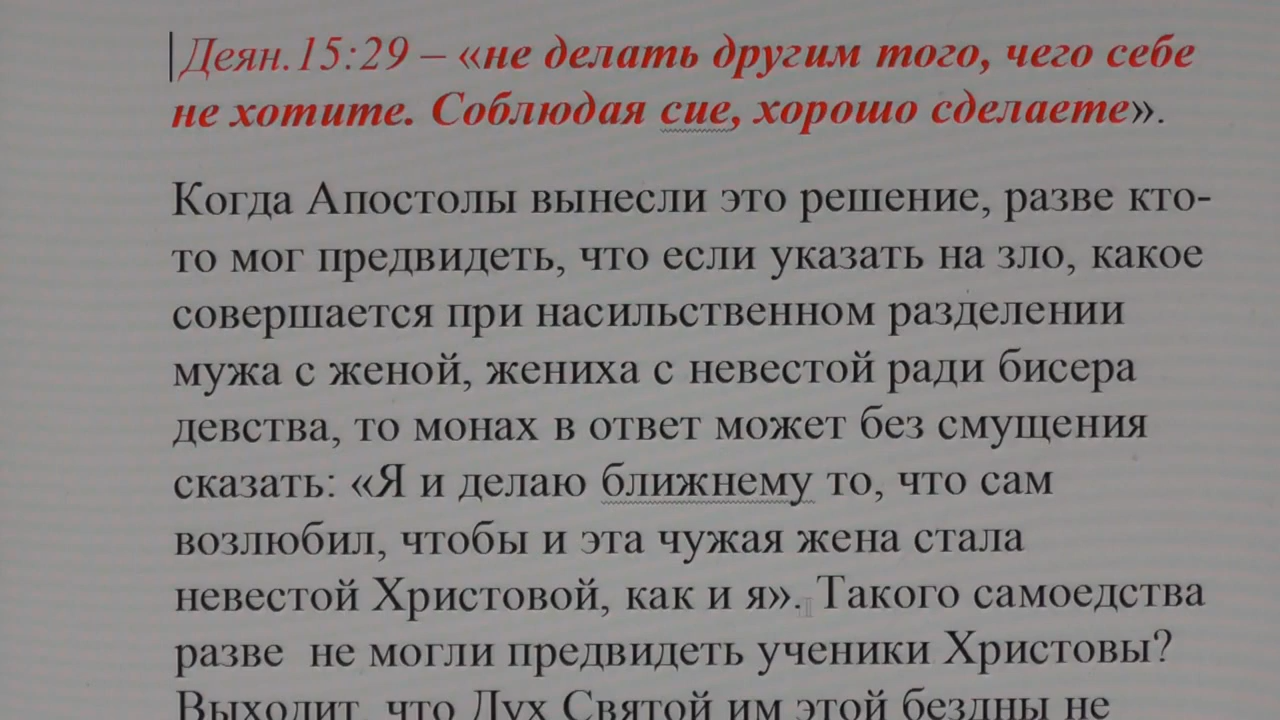 Деян.15:29 – «не делать другим того, чего себе
не хотите. Соблюдая сие, хорошо сделаете».
Когда Апостолы вынесли это решение, разве кто-
то мог предвидеть, что если указать на зло, какое
совершается при насильственном разделении
мужа с женой, жениха с невестой ради бисера
девства, то монах в ответ может без смущения
сказать: «Я и делаю ближнему то, что сам
возлюбил, чтобы и эта чужая жена стала
невестой Христовой, как и я». Такого самоедства
разве  не могли предвидеть ученики Христовы?
Выходит, что Дух Святой им этой бездны не